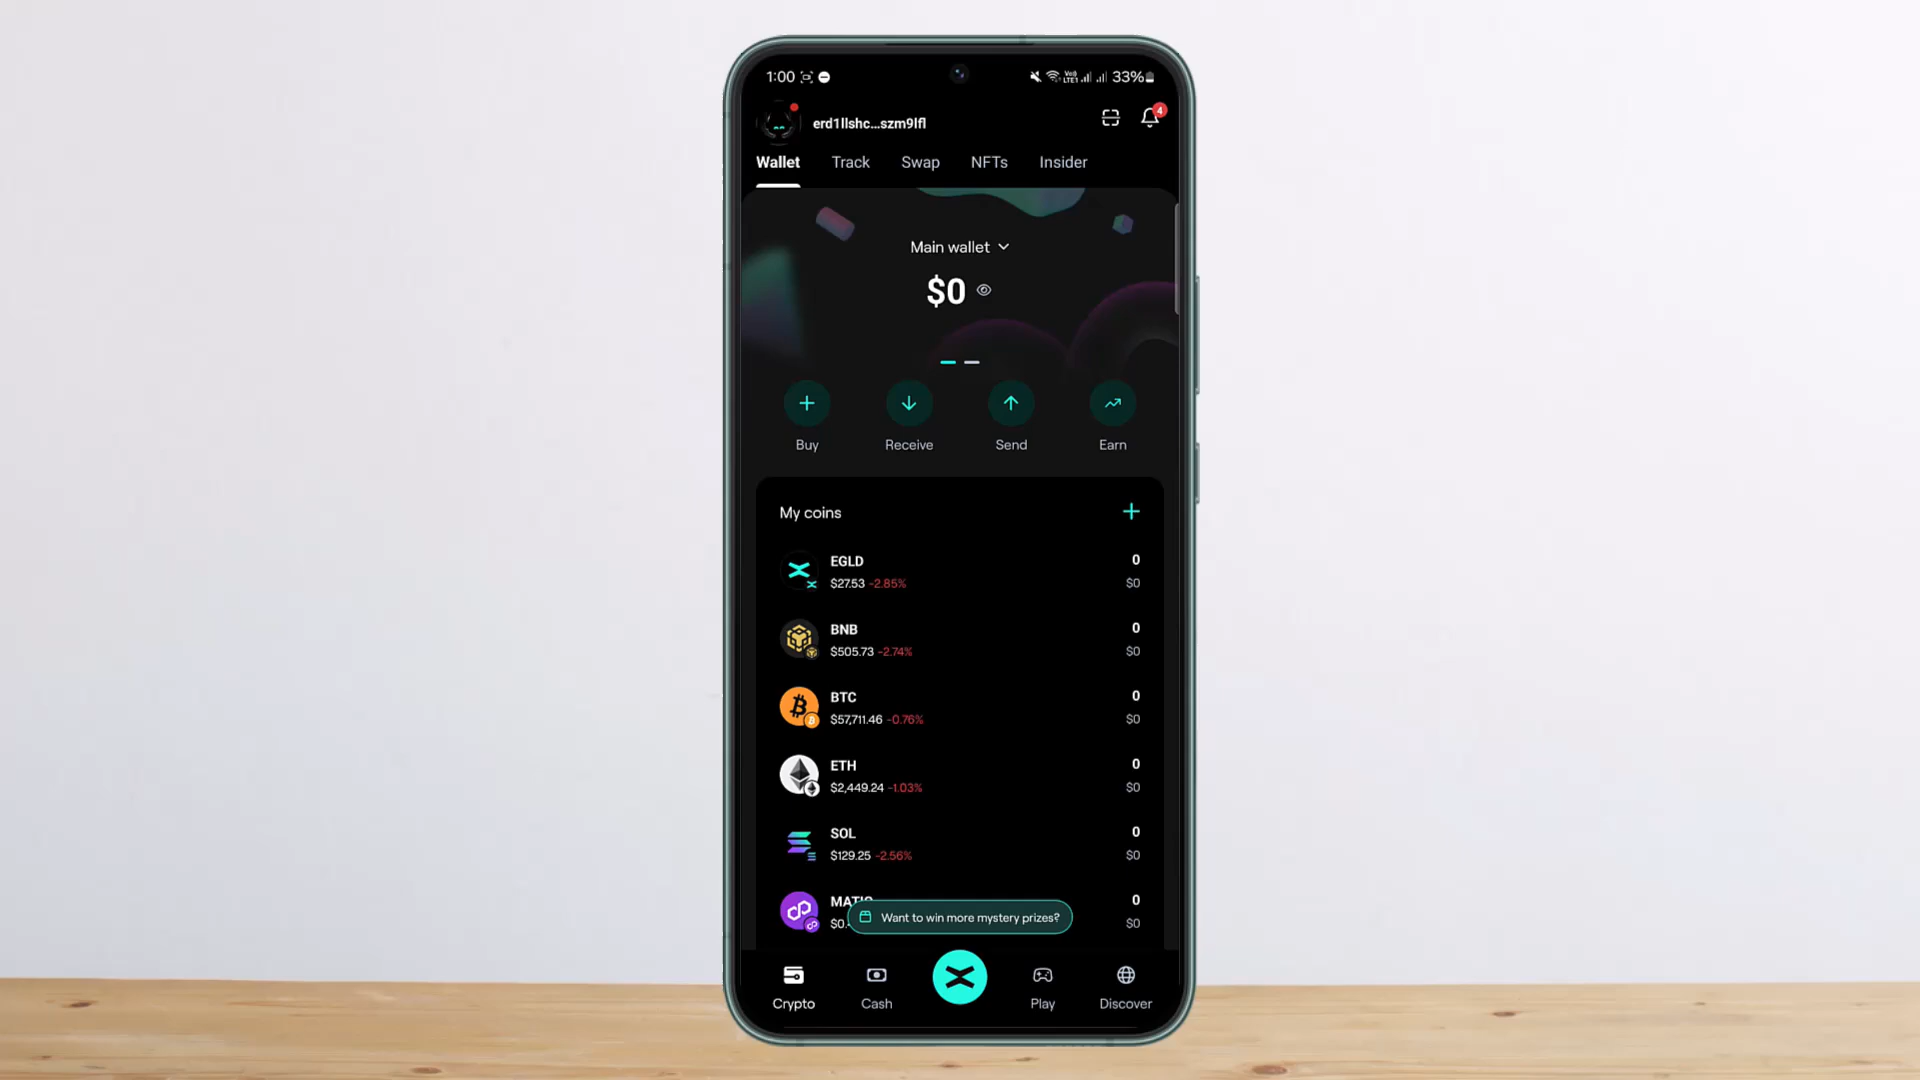 1:00 33%
erd1llshc...szm9lfl 4
Wallet Track Swap NFTs Insider
Main wallet
$0
Buy Receive Send Earn
My coins
EGLD 0
$27.53 -2.85% $0
BNB 0
$505.73 -2.74% $0
BTC 0
$57,711.46 -0.76% $0
ETH 0
$2,449.24 -1.03% $0
SOL 0
$129.25 -2.56% $0
MATIC 0
Want to win more mystery prizes?
$0. $0
Crypto Cash Play Discover